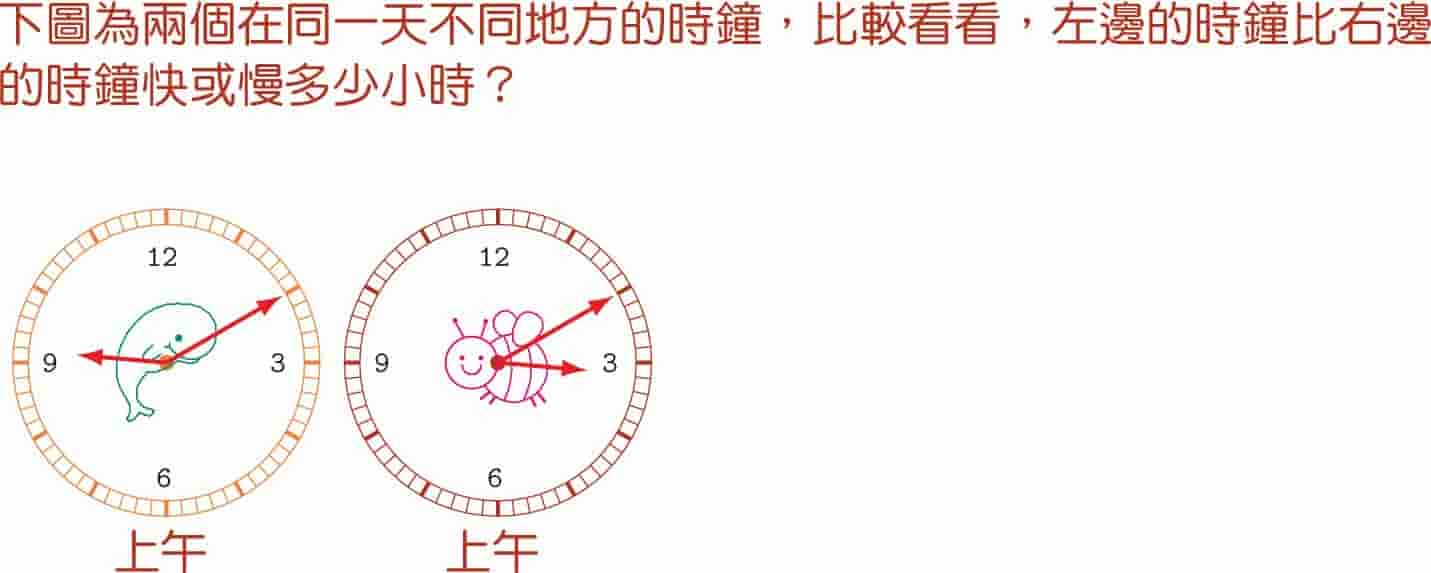 下圖為兩個在同一天不同地方的時鐘，比較看看，左邊的時鐘比右邊
的時鐘快或慢多少小時？
12 12
9 3 9 3
6 6
上午 上午